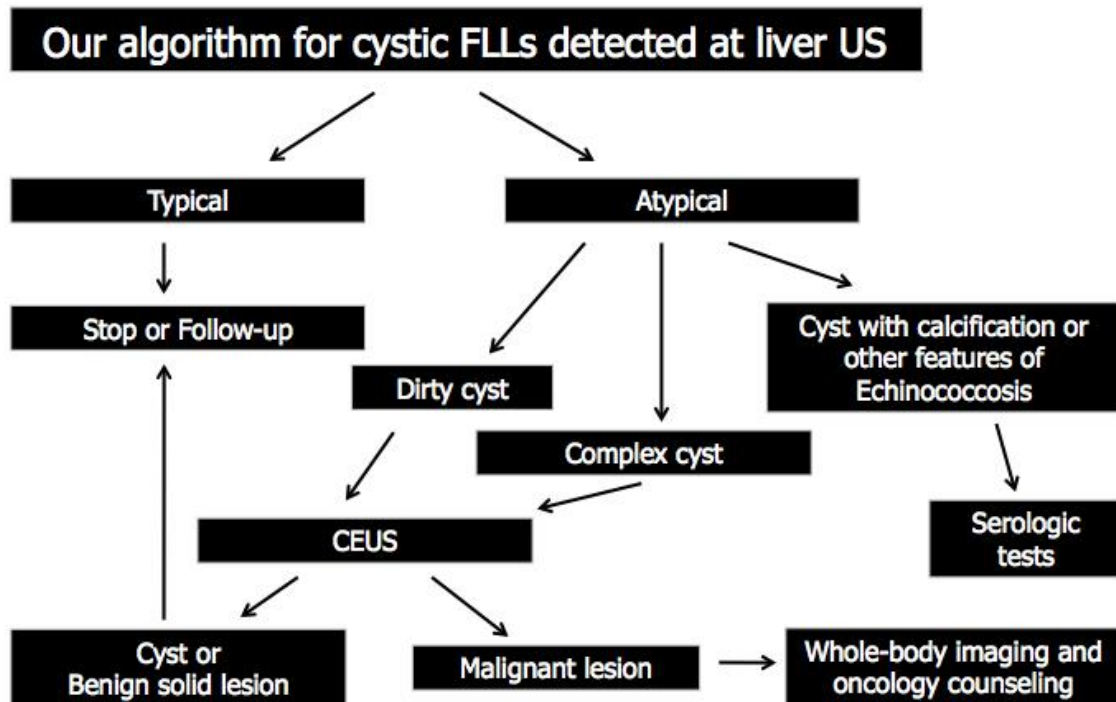 Our algorithm for cystic FLLs detected at liver US
Typical
Atypical
Stop or Follow-up
Cyst with calcification or
other features of
Echinococcosis
Dirty cyst
Complex cyst
CEUS
Serologic
tests
Cyst or
Benign solid lesion
Malignant lesion
Whole-body imaging and
oncology counseling